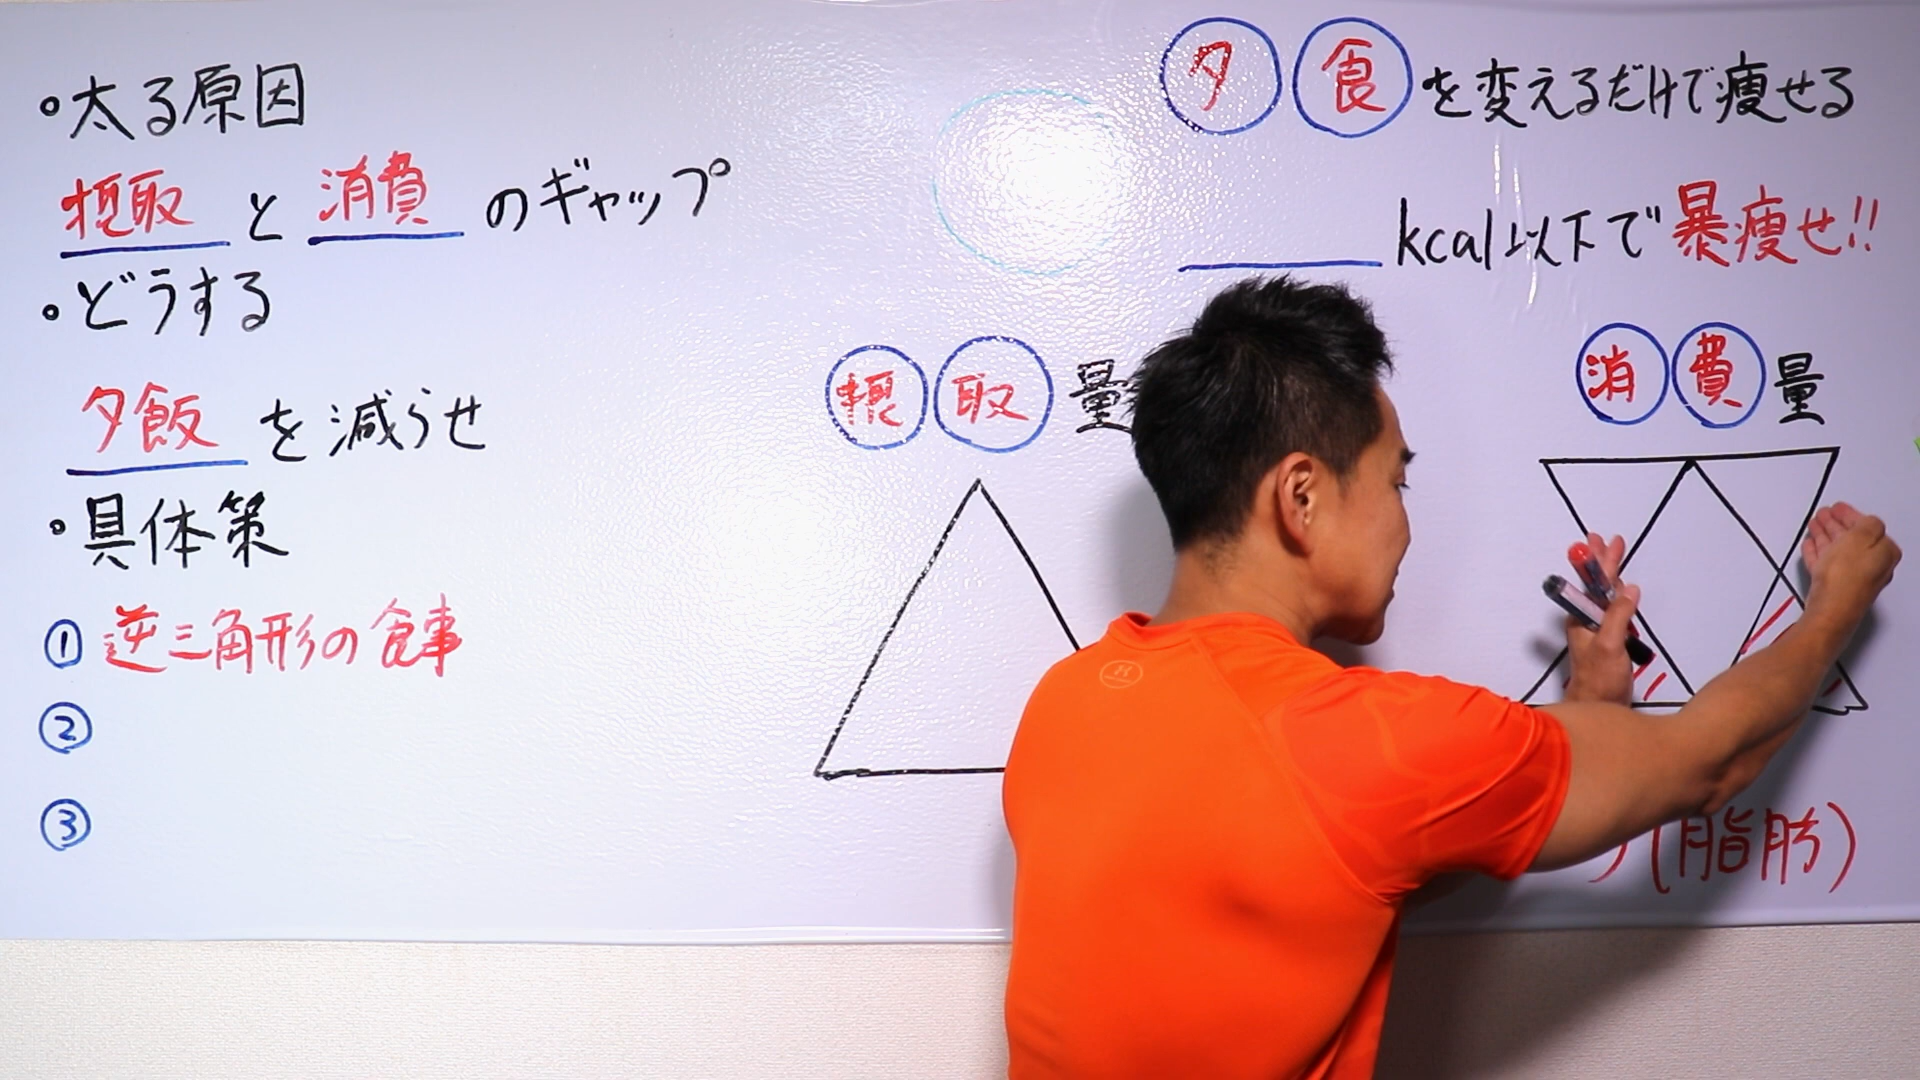 夕食を変えるだけで痩せる
kcal以下で暴痩せ!!
。太る原因
摂取と消費のギャップ
。どうする
夕飯を減らせ
。具体策
①逆三角形の食事
②
③
摂取量
消費量
(脂肪)